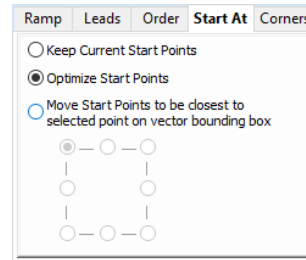 Ramp Leads Order Start At Corners
Keep Current Start Points
Optimize Start Points
Move Start Points to be closest to
selected point on vector bounding box